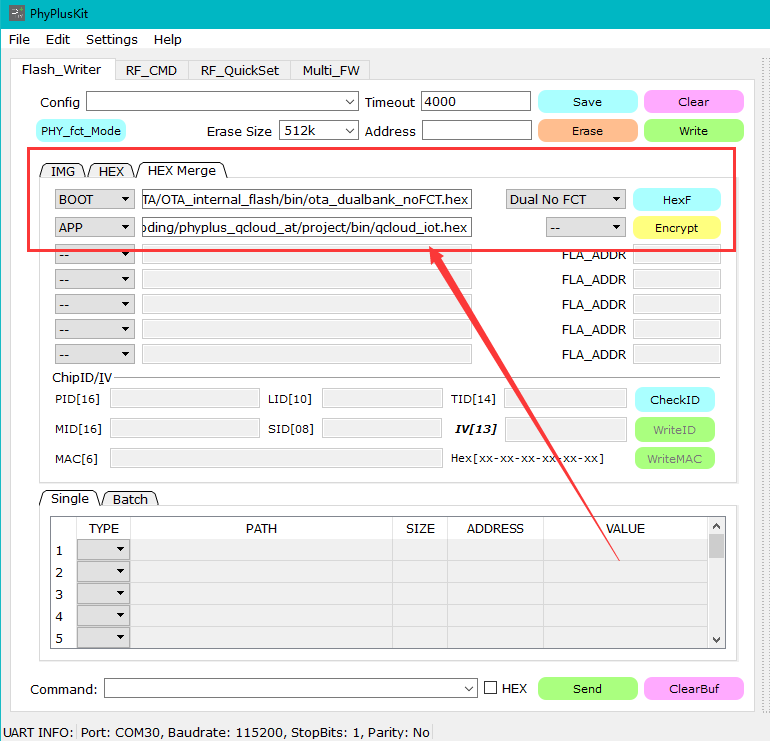 PhyPlusKit
File Edit Settings Help
Flash_Writer RF_CMD RF_QuickSet Multi_FW
Config Timeout 4000 Save Clear
PHY_fct_Mode Erase Size 512k Address Erase Write
IMG HEX HEX Merge
BOOT TA/OTA_internal_flash/bin/ota_dualbank_noFCT.hex Dual No FCT HexF
APP oding/phyplus_qcloud_at/project/bin/qcloud_iot.hex -- Encrypt
-- FLA_ADDR
-- FLA_ADDR
-- FLA_ADDR
-- FLA_ADDR
-- FLA_ADDR
ChipID/IV
PID[16] LID[10] TID[14] CheckID
MID[16] SID[08] IV[13] WriteID
MAC[6] Hex[xx-xx-xx-xx-xx-xx] WriteMAC
Single Batch
TYPE PATH SIZE ADDRESS VALUE
1
2
3
4
5
Command: HEX Send ClearBuf
UART INFO: Port: COM30, Baudrate: 115200, StopBits: 1, Parity: No